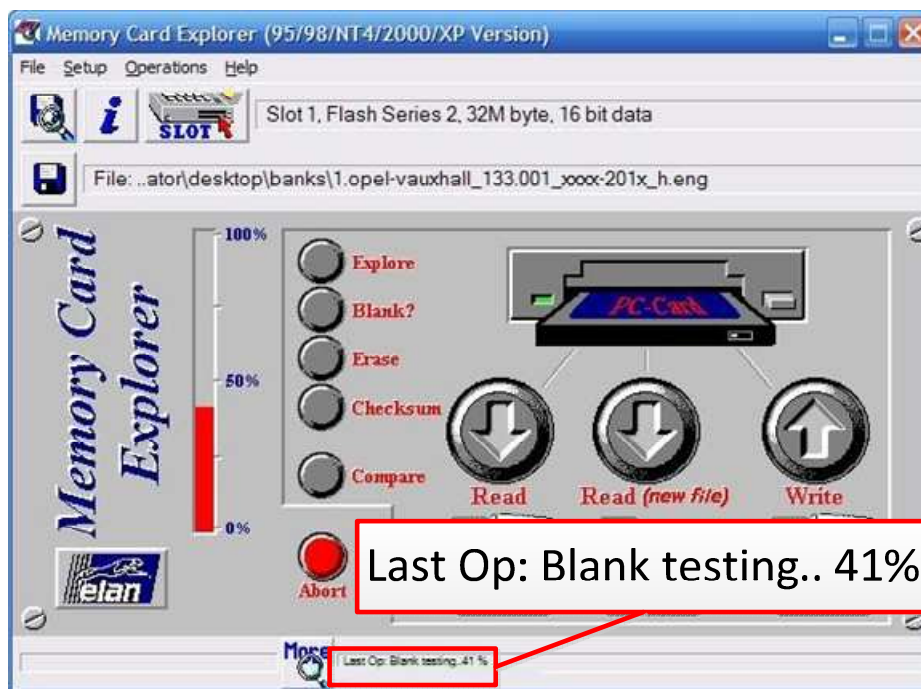 Memory Card Explorer (95/98/NT4/2000/XP Version)
File Setup Operations Help
SLOT
Slot 1, Flash Series 2, 32M byte, 16 bit data
File: ..ator\desktop\banks\1.opel-vauxhall_133.001_xxxx-201x_h.eng
Memory Card
Explorer
100%
50%
0%
Explore
Blank?
Erase
Checksum
Compare
Abort
PC-Card
Read
Read (new file)
Write
elan
Last Op: Blank testing.. 41%
More
Last Op: Blank testing..41 %